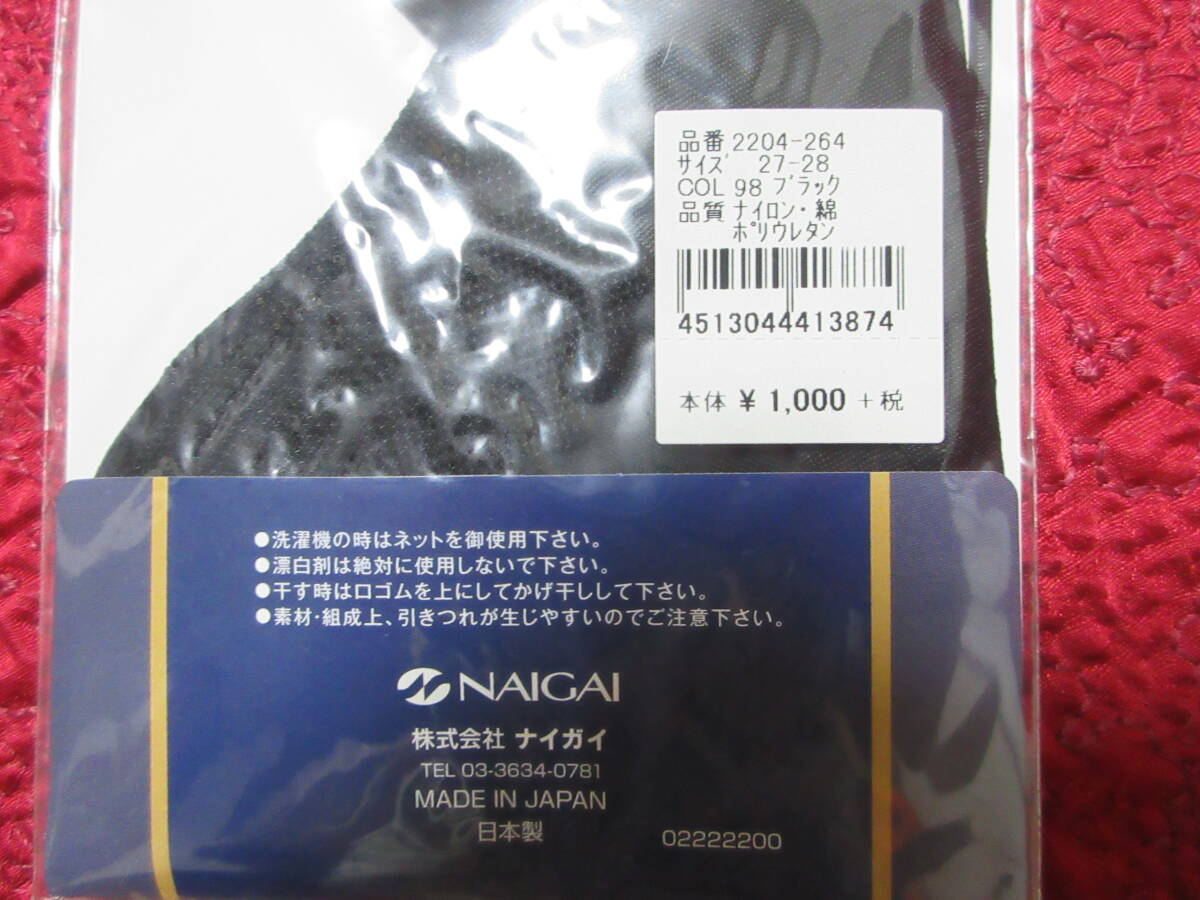 品番 2204-264
サイズ 27-28
COL 98 ブラック
品質 ナイロン・綿
ポリウレタン
4513044413874
本体 ¥ 1,000 +税
●洗濯機の時はネットを御使用下さい。
●漂白剤は絶対に使用しないで下さい。
●干す時は口ゴムを上にしてかげ干しして下さい。
●素材・組成上、引きつれが生じやすいのでご注意下さい。
NAIGAI
株式会社 ナイガイ
TEL 03-3634-0781
MADE IN JAPAN
日本製 02222200